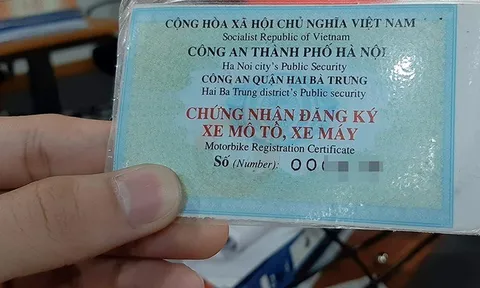 CỘNG HÒA XÃ HỘI CHỦ NGHĨA VIỆT NAM
Socialist Republic of Vietnam
CÔNG AN THÀNH PHỐ HÀ NỘI
Ha Noi city's Public Security
CÔNG AN QUẬN HAI BÀ TRƯNG
Hai Ba Trung district's Public security
CHỨNG NHẬN ĐĂNG KÝ
XE MÔ TÔ, XE MÁY
Motorbike Registration Certificate
Số (Number): 00